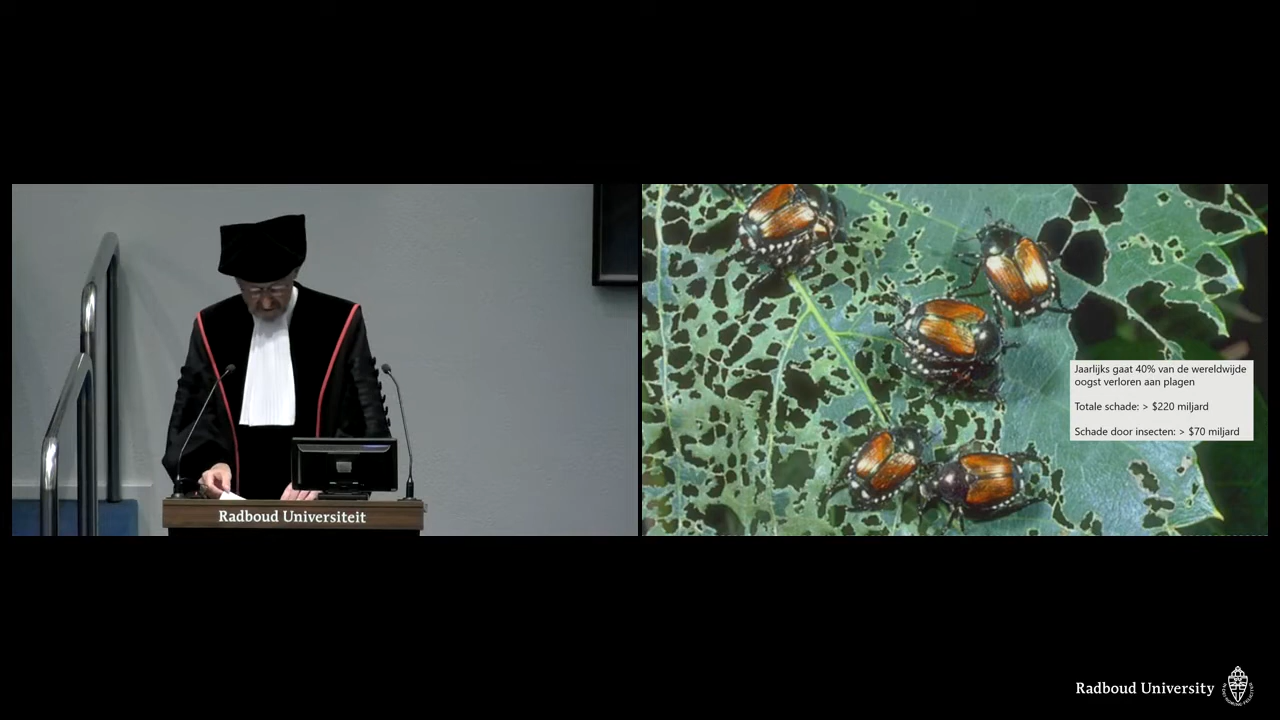 Radboud Universiteit
Jaarlijks gaat 40% van de wereldwijde
oogst verloren aan plagen
Totale schade: > $220 miljard
Schade door insecten: > $70 miljard
Radboud University